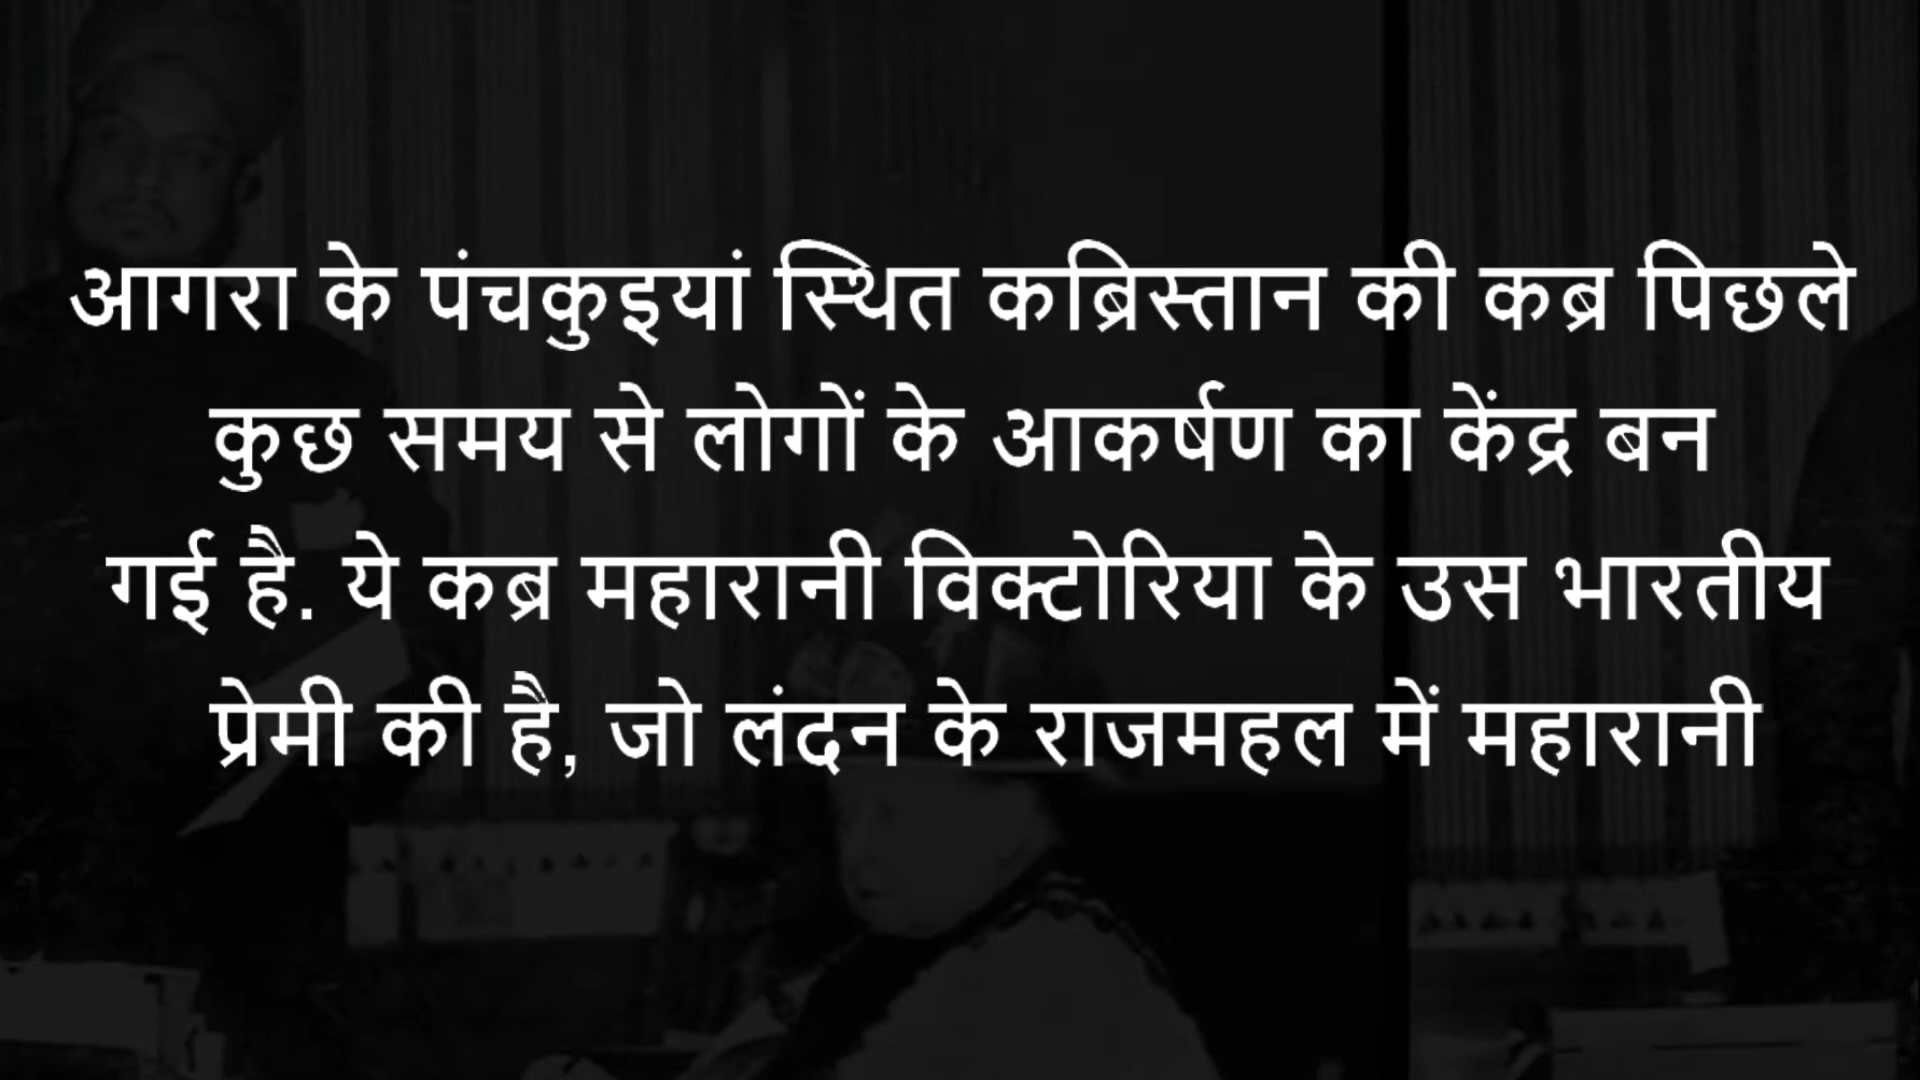 आगरा के पंचकुइयां स्थित कब्रिस्तान की कब्र पिछले
कुछ समय से लोगों के आकर्षण का केंद्र बन
गई है. ये कब्र महारानी विक्टोरिया के उस भारतीय
प्रेमी की है, जो लंदन के राजमहल में महारानी